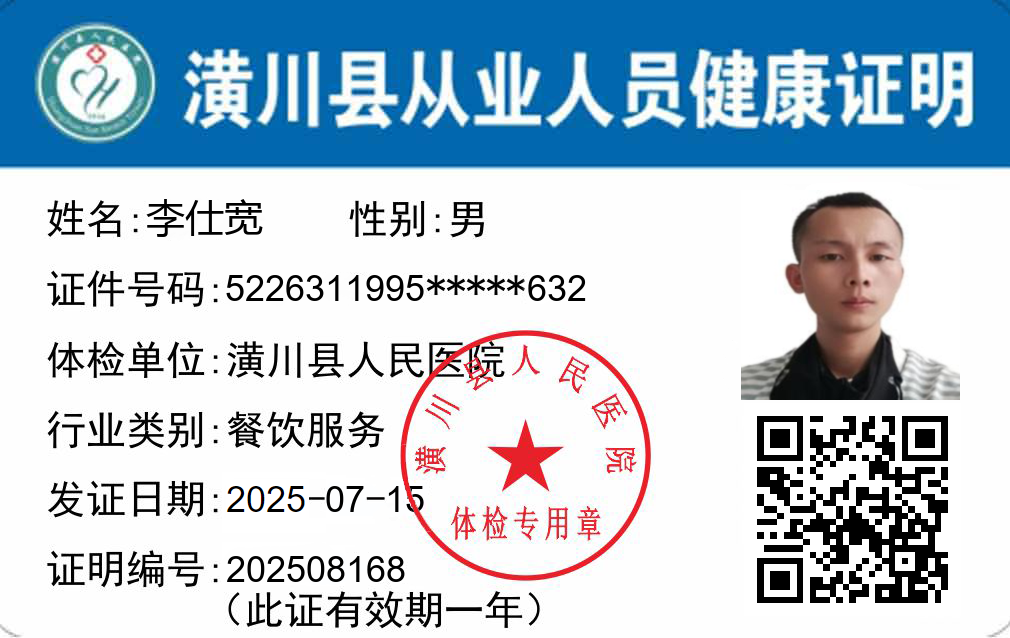 潢川县从业人员健康证明
姓名:李仕宽 性别:男
证件号码:5226311995*****632
体检单位:潢川县人民医院
行业类别:餐饮服务
发证日期:2025-07-15
证明编号:202508168
（此证有效期一年）
潢川县人民医院
体检专用章